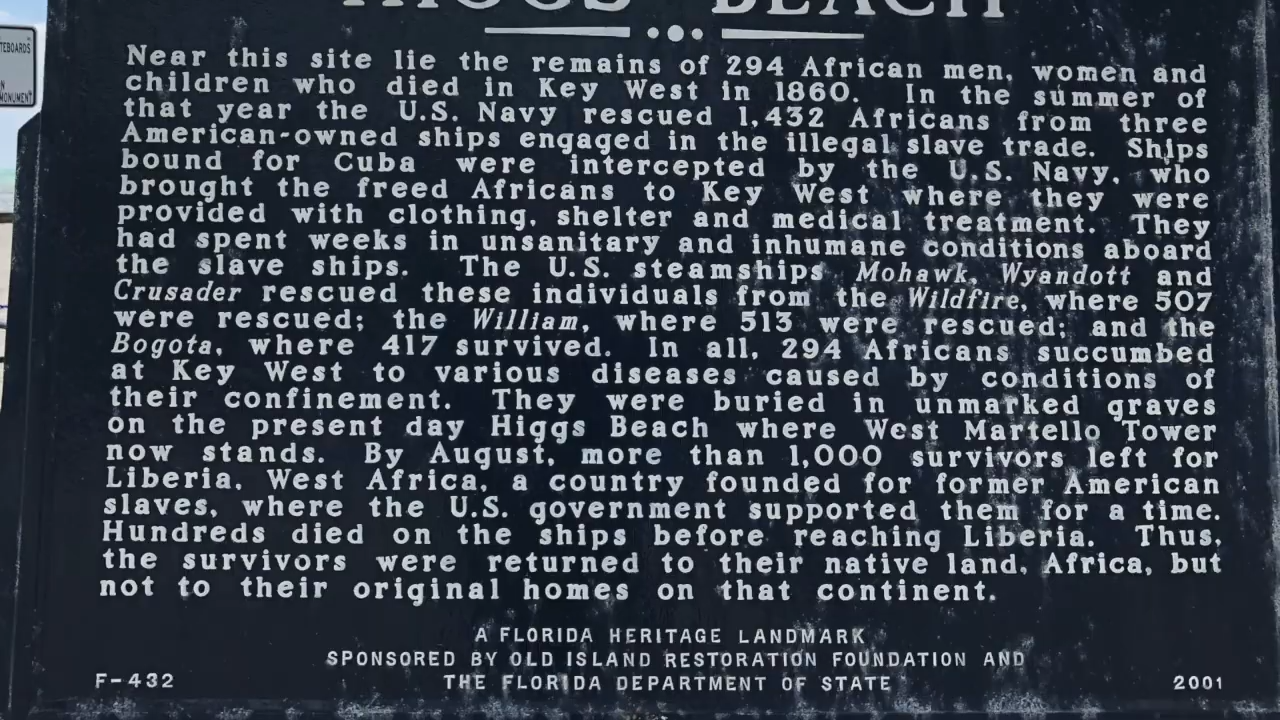 HIGGS BEACH
TEBOARDS
N
MONUMENT
Near this site lie the remains of 294 African men, women and
children who died in Key West in 1860. In the summer of
that year the U.S. Navy rescued 1,432 Africans from three
American-owned ships engaged in the illegal slave trade. Ships
bound for Cuba were intercepted by the U.S. Navy, who
brought the freed Africans to Key West where they were
provided with clothing, shelter and medical treatment. They
had spent weeks in unsanitary and inhumane conditions aboard
the slave ships. The U.S. steamships Mohawk, Wyandott and
Crusader rescued these individuals from the Wildfire, where 507
were rescued; the William, where 513 were rescued; and the
Bogota, where 417 survived. In all, 294 Africans succumbed
at Key West to various diseases caused by conditions of
their confinement. They were buried in unmarked graves
on the present day Higgs Beach where West Martello Tower
now stands. By August, more than 1,000 survivors left for
Liberia, West Africa, a country founded for former American
slaves, where the U.S. government supported them for a time.
Hundreds died on the ships before reaching Liberia. Thus,
the survivors were returned to their native land, Africa, but
not to their original homes on that continent.
A FLORIDA HERITAGE LANDMARK
SPONSORED BY OLD ISLAND RESTORATION FOUNDATION AND
THE FLORIDA DEPARTMENT OF STATE
F-432
2001